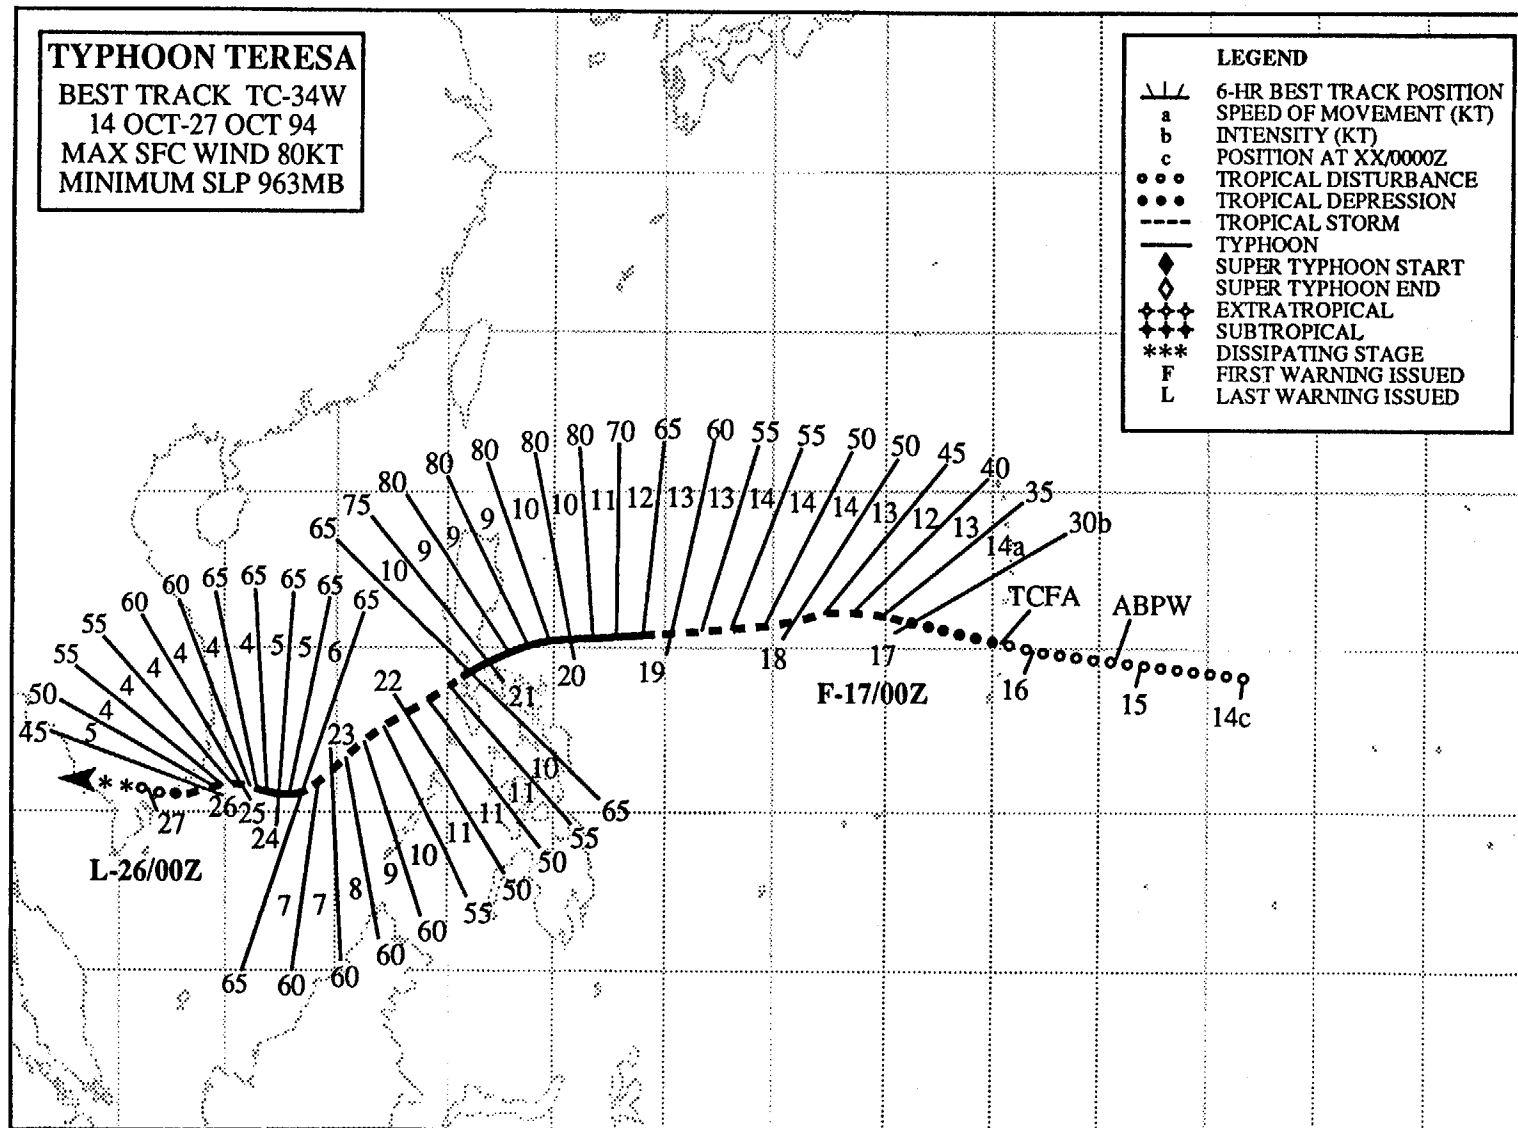 TYPHOON TERESA
BEST TRACK TC-34W
14 OCT-27 OCT 94
MAX SFC WIND 80KT
MINIMUM SLP 963MB
LEGEND
6-HR BEST TRACK POSITION
a SPEED OF MOVEMENT (KT)
b INTENSITY (KT)
c POSITION AT XX/0000Z
TROPICAL DISTURBANCE
TROPICAL DEPRESSION
TROPICAL STORM
TYPHOON
SUPER TYPHOON START
SUPER TYPHOON END
EXTRATROPICAL
SUBTROPICAL
*** DISSIPATING STAGE
F FIRST WARNING ISSUED
L LAST WARNING ISSUED
45 50 55 55 60 60 65 65 65 65 65
5 4 4 4 4 4 4 5 5 6
65 75 80 80 80 80 80 70 65 60 55 55 50 50 45 40 35 30b
10 9 9 9 10 10 11 12 13 13 14 14 14 13 12 13 14a
TCFA
ABPW
27 26 25 24 23 22 21 20 19 18 17 16 15 14c
F-17/00Z
L-26/00Z
7 7 8 9 10 11 11 11 10
65 60 60 60 60 55 50 50 55 65